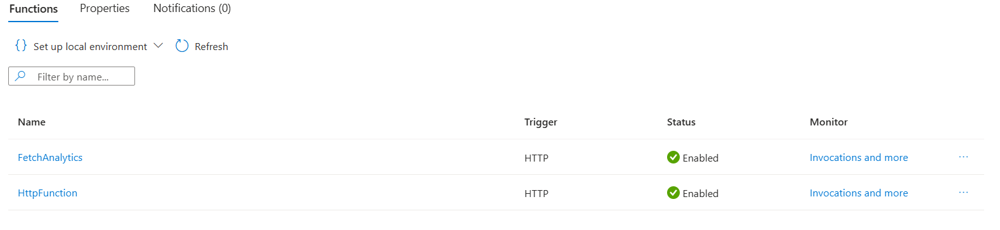 Functions Properties Notifications (0)
{} Set up local environment Refresh
Filter by name...
Name Trigger Status Monitor
FetchAnalytics HTTP Enabled Invocations and more ...
HttpFunction HTTP Enabled Invocations and more ...